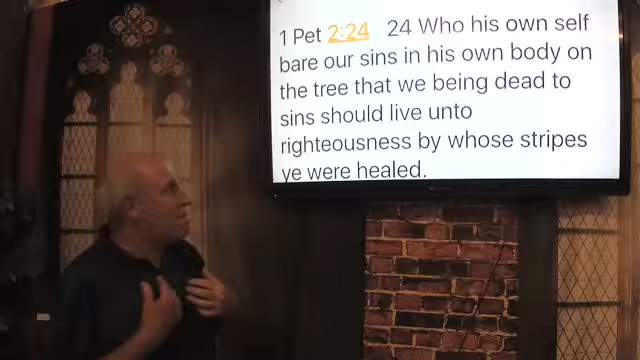 1 Pet 2:24 24 Who his own self
bare our sins in his own body on
the tree that we being dead to
sins should live unto
righteousness by whose stripes
ye were healed.